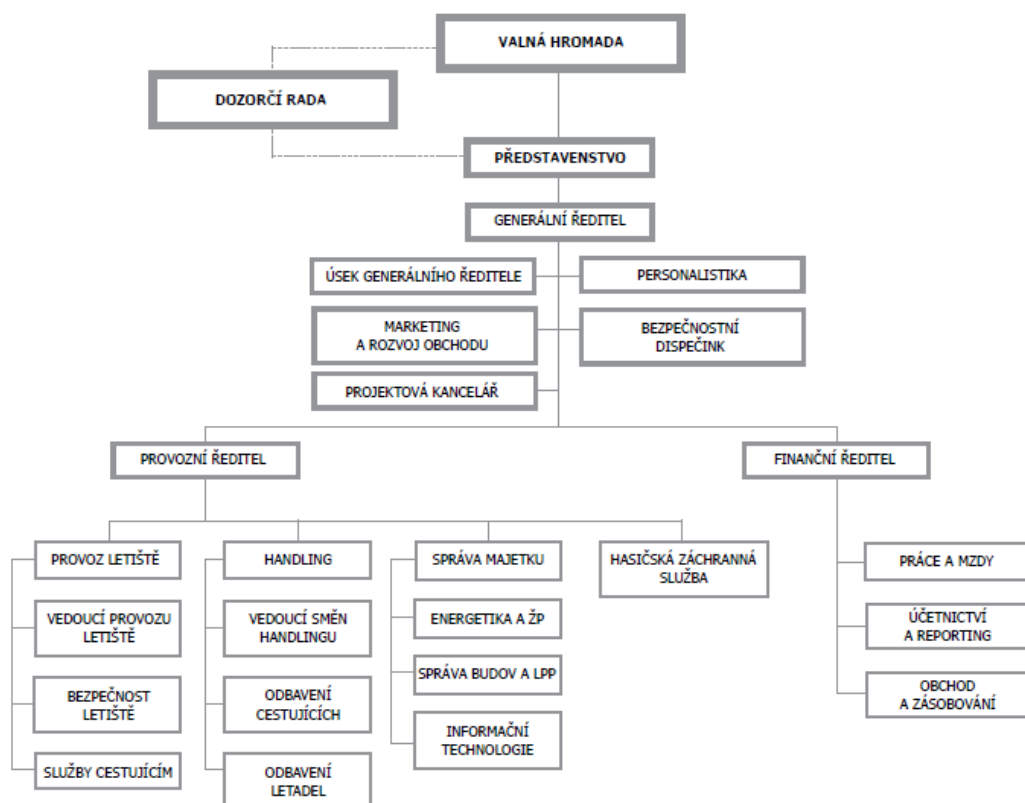 VALNÁ HROMADA
DOZORČÍ RADA
PŘEDSTAVENSTVO
GENERÁLNÍ ŘEDITEL
ÚSEK GENERÁLNÍHO ŘEDITELE
PERSONALISTIKA
MARKETING
A ROZVOJ OBCHODU
BEZPEČNOSTNÍ
DISPEČINK
PROJEKTOVÁ KANCELÁŘ
PROVOZNÍ ŘEDITEL
FINANČNÍ ŘEDITEL
PROVOZ LETIŠTĚ
VEDOUCÍ PROVOZU
LETIŠTĚ
BEZPEČNOST
LETIŠTĚ
SLUŽBY CESTUJÍCÍM
HANDLING
VEDOUCÍ SMĚN
HANDLINGU
ODBAVENÍ
CESTUJÍCÍCH
ODBAVENÍ
LETADEL
SPRÁVA MAJETKU
ENERGETIKA A ŽP
SPRÁVA BUDOV A LPP
INFORMAČNÍ
TECHNOLOGIE
HASIČSKÁ ZÁCHRANNÁ
SLUŽBA
PRÁCE A MZDY
ÚČETNICTVÍ
A REPORTING
OBCHOD
A ZÁSOBOVÁNÍ